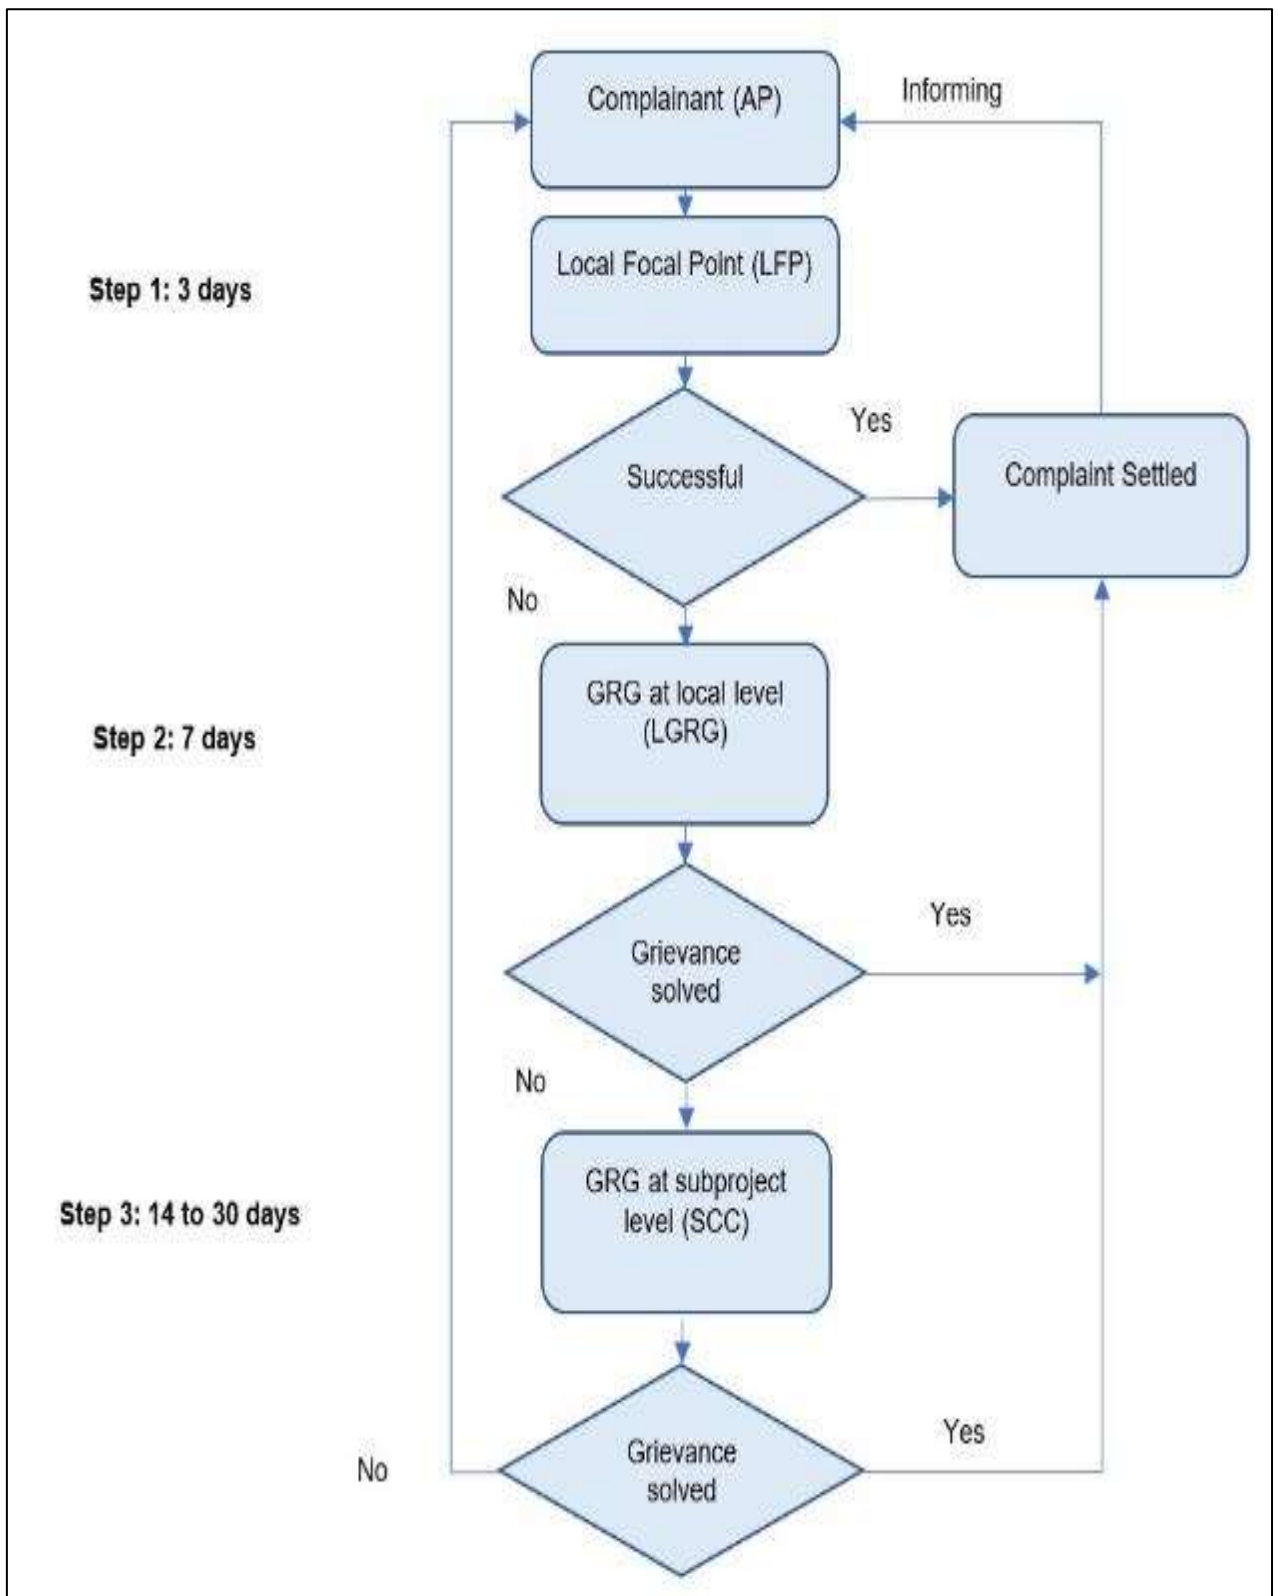 Complainant (AP)
Informing
Local Focal Point (LFP)
Step 1: 3 days
Yes
Successful
Complaint Settled
No
GRG at local level
(LGRG)
Step 2: 7 days
Yes
Grievance
solved
No
GRG at subproject
level (SCC)
Step 3: 14 to 30 days
Yes
Grievance
solved
No